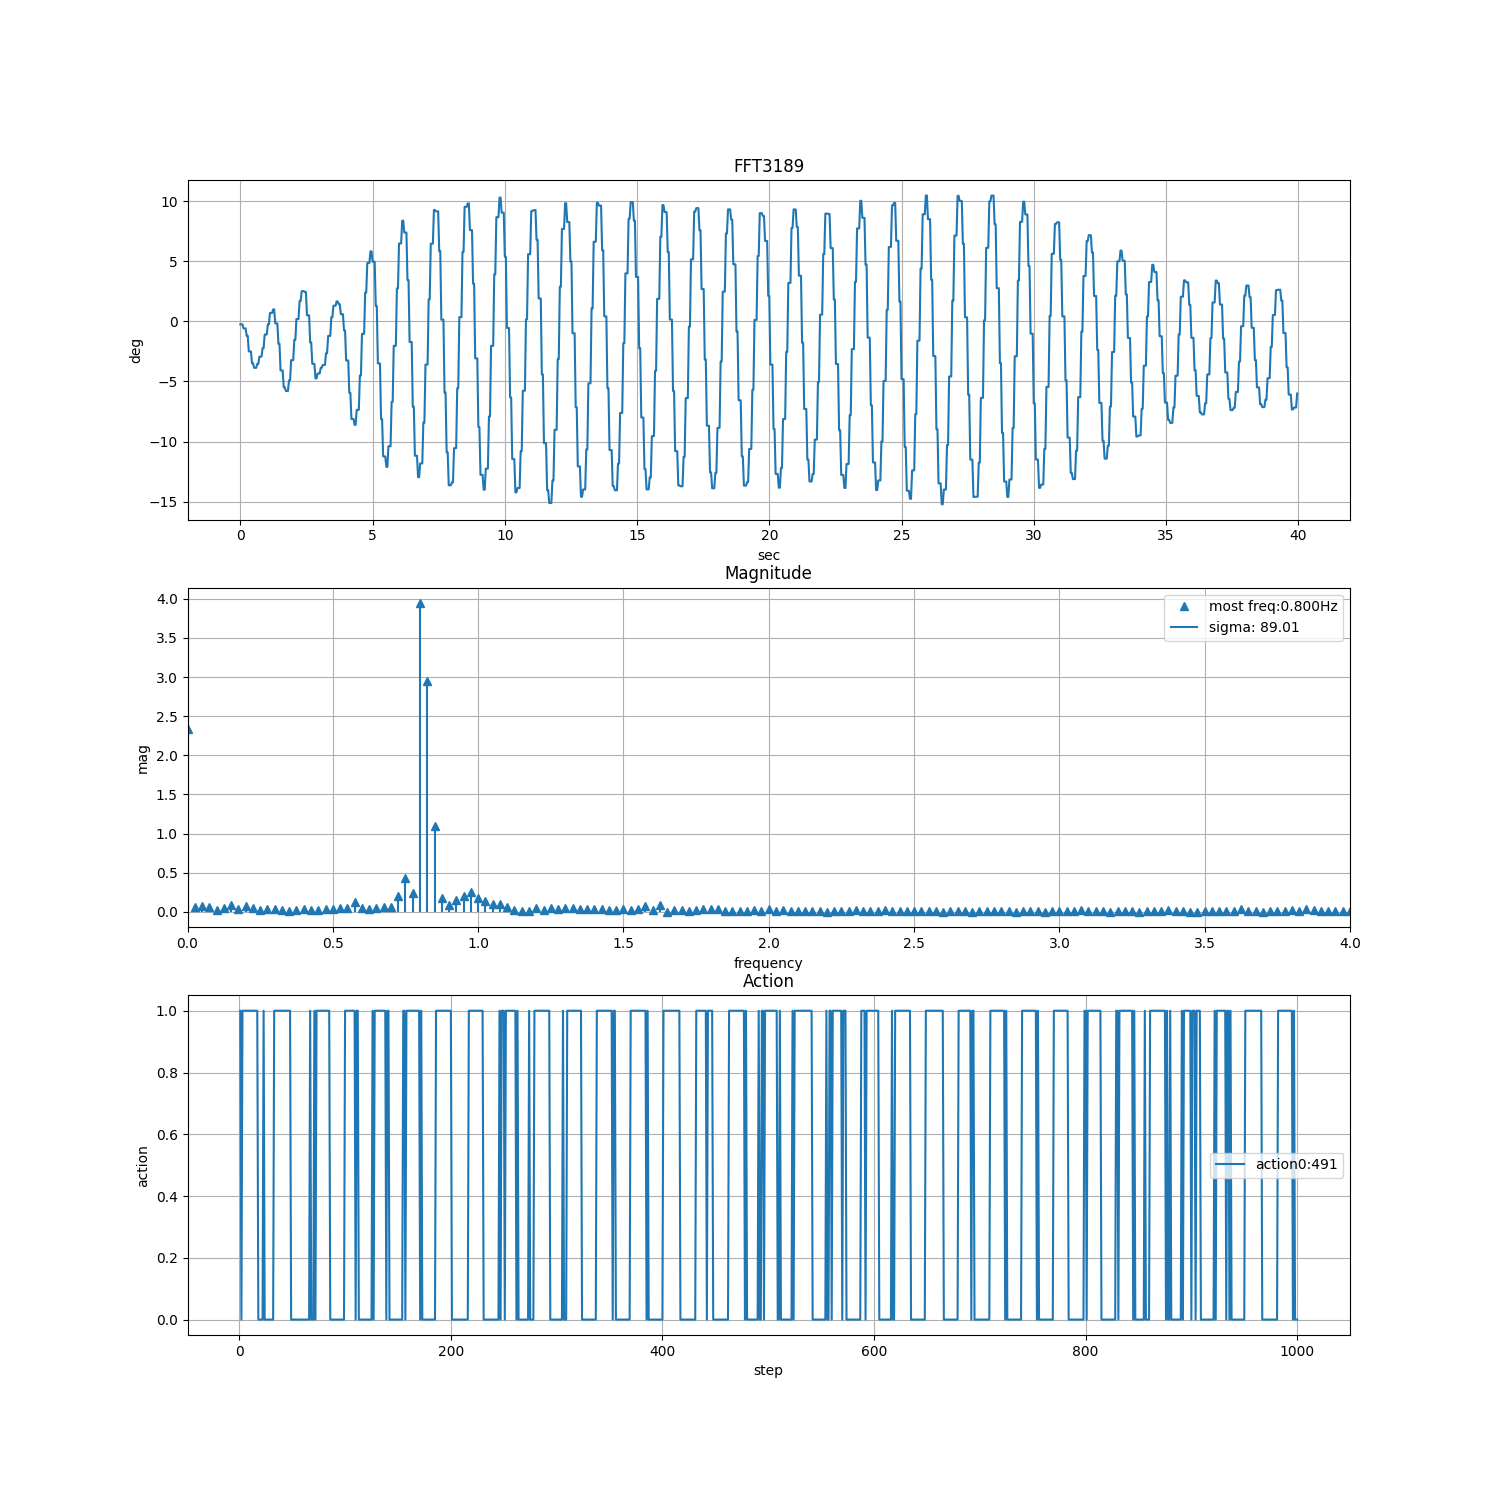 FFT3189
10
5
0
−5
−10
−15
deg
0 5 10 15 20 25 30 35 40
sec
Magnitude
4.0
3.5
3.0
2.5
2.0
1.5
1.0
0.5
0.0
mag
most freq:0.800Hz
sigma: 89.01
0.0 0.5 1.0 1.5 2.0 2.5 3.0 3.5 4.0
frequency
Action
1.0
0.8
0.6
0.4
0.2
0.0
action
action0:491
0 200 400 600 800 1000
step